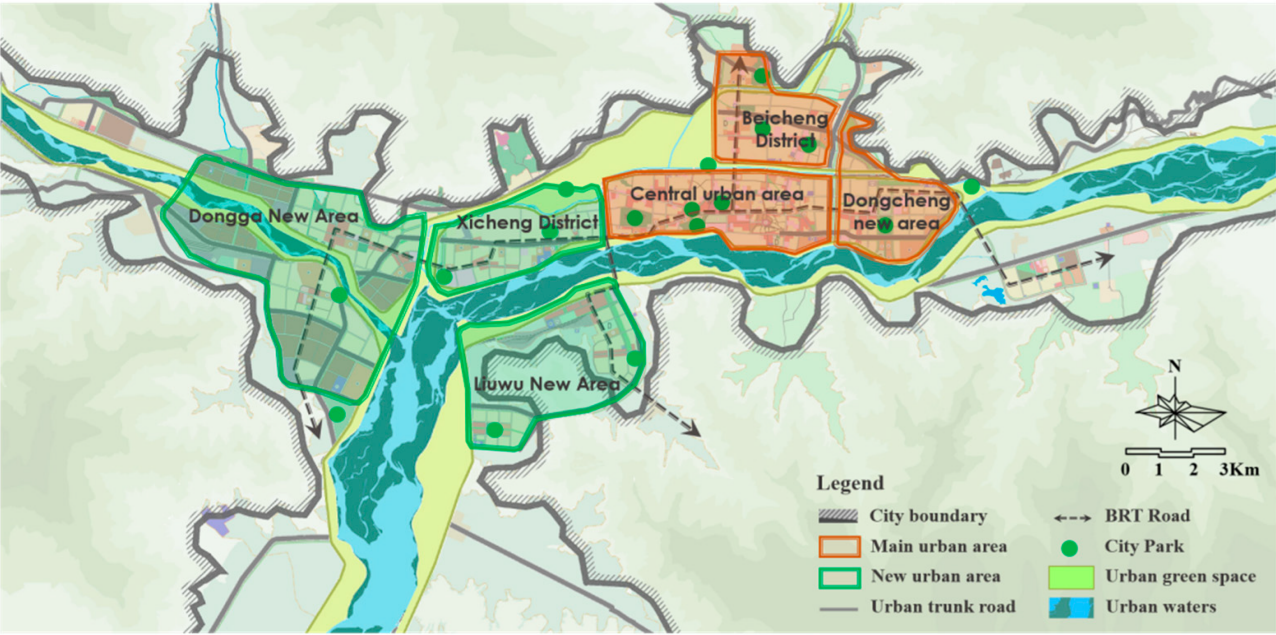 Beicheng
District
Central urban area
Dongcheng
new area
Dongga New Area
Xicheng District
Liuwu New Area
N
0 1 2 3Km
Legend
City boundary
BRT Road
Main urban area
City Park
New urban area
Urban green space
Urban trunk road
Urban waters